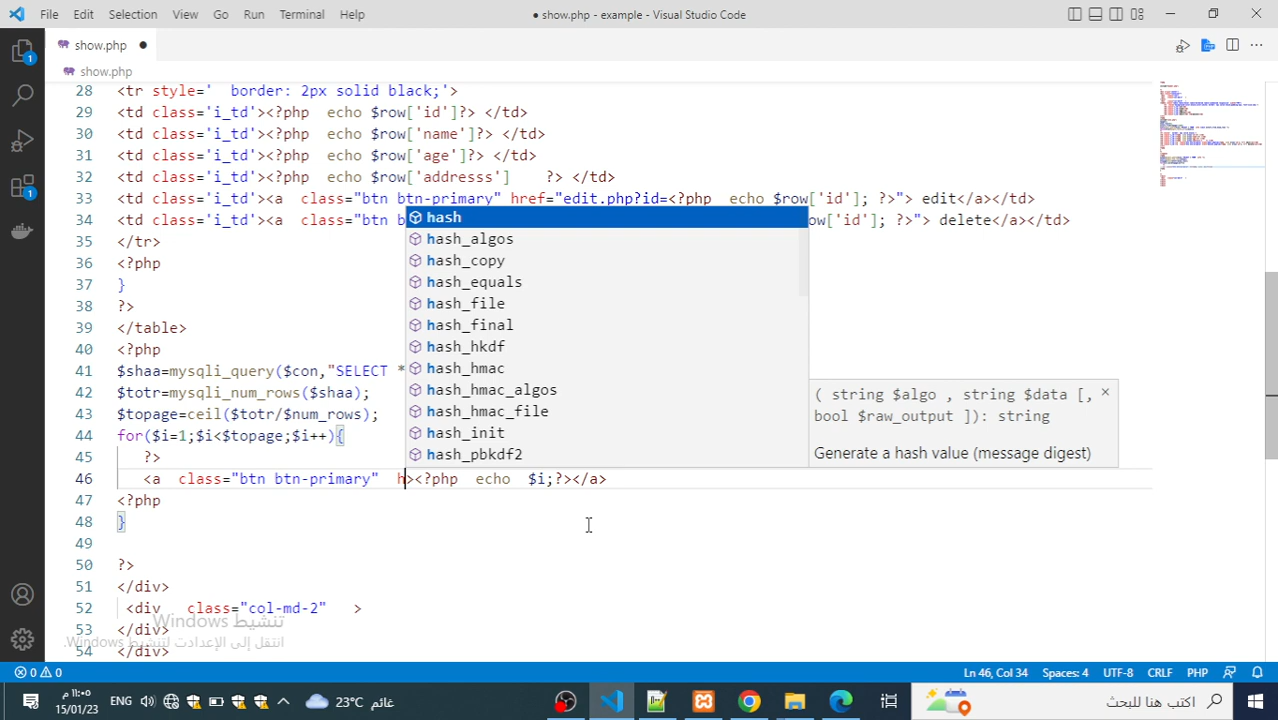 File Edit Selection View Go Run Terminal Help
● show.php - example - Visual Studio Code
show.php ●
show.php
28 <tr style='  border: 2px solid black;'>
29 <td class='i_td'><?php  echo $row['id']?> </td>
30 <td class='i_td'><?php  echo $row['name']?> </td>
31 <td class='i_td'><?php  echo $row['age']?> </td>
32 <td class='i_td'><?php  echo $row['address']    ?> </td>
33 <td class='i_td'><a  class="btn btn-primary" href="edit.php?id=<?php  echo $row['id']; ?>"> edit</a></td>
34 <td class='i_td'><a  class="btn b ow['id']; ?>"> delete</a></td>
35 </tr>
36 <?php
37 }
38 ?>
39 </table>
40 <?php
41 $shaa=mysqli_query($con,"SELECT *
42 $totr=mysqli_num_rows($shaa);
43 $topage=ceil($totr/$num_rows);
44 for($i=1;$i<$topage;$i++){
45 ?>
46 <a  class="btn btn-primary"  h><?php  echo  $i;?></a>
47 <?php
48 }
49
50 ?>
51 </div>
52 <div   class="col-md-2"   >
53 </div>
54 </div>
hash
hash_algos
hash_copy
hash_equals
hash_file
hash_final
hash_hkdf
hash_hmac
hash_hmac_algos
hash_hmac_file
hash_init
hash_pbkdf2
( string $algo , string $data [,
bool $raw_output ]): string
Generate a hash value (message digest)
1
1
تنشيط Windows
انتقل إلى الإعدادت لتنشيط Windows.
0 0
Ln 46, Col 34 Spaces: 4 UTF-8 CRLF PHP
١١:٠٥ م
15/01/23
ENG
23°C غائم
اكتب هنا للبحث